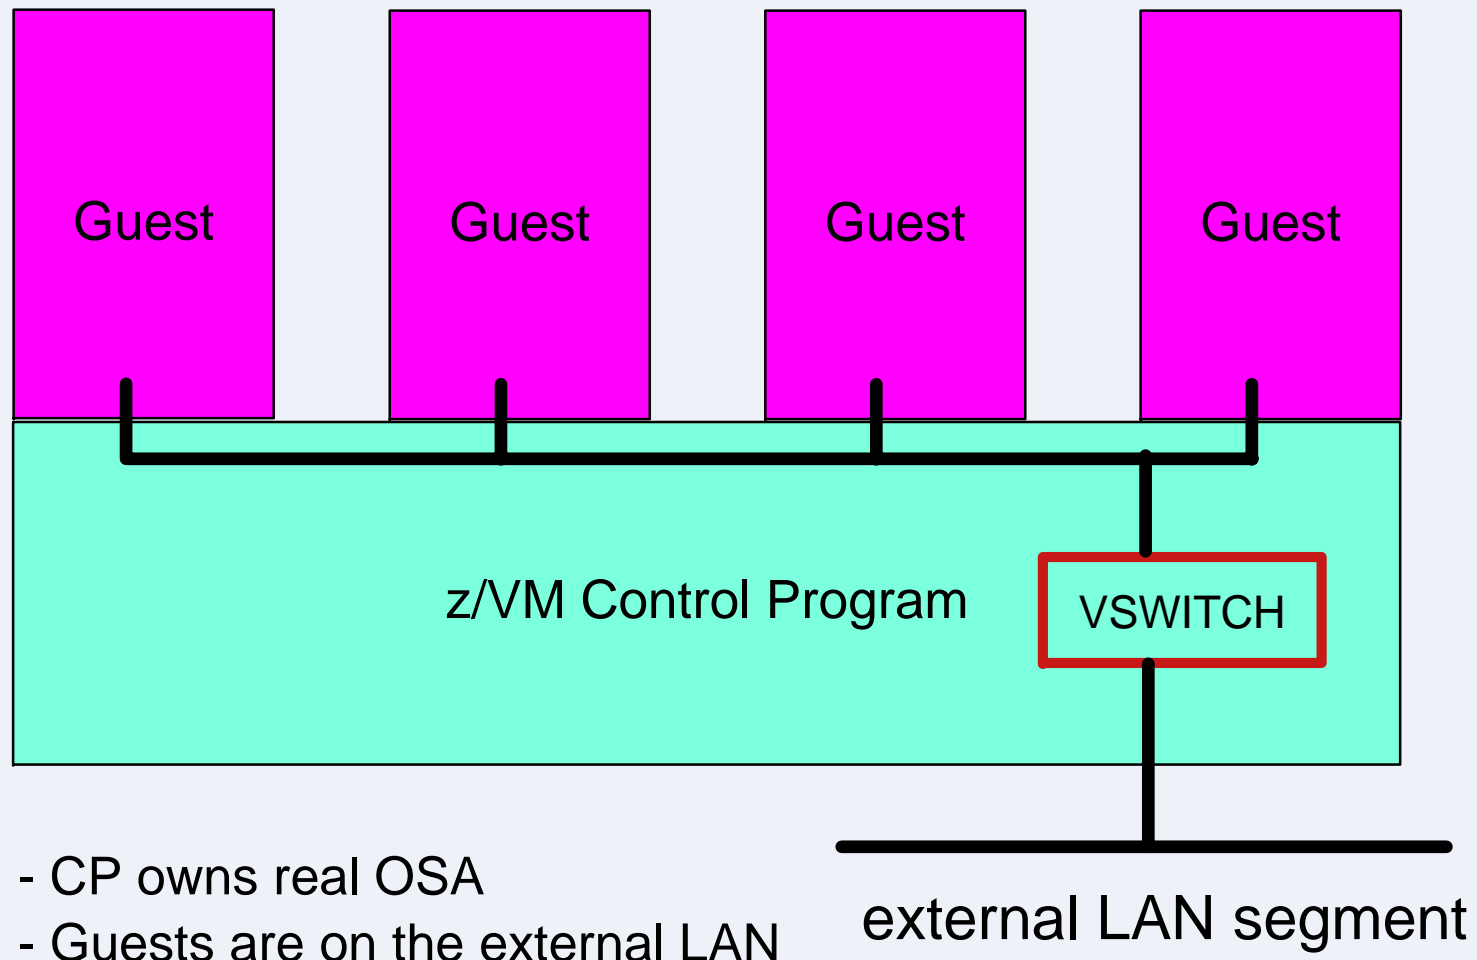 Guest
Guest
Guest
Guest
z/VM Control Program
VSWITCH
- CP owns real OSA
- Guests are on the external LAN
external LAN segment